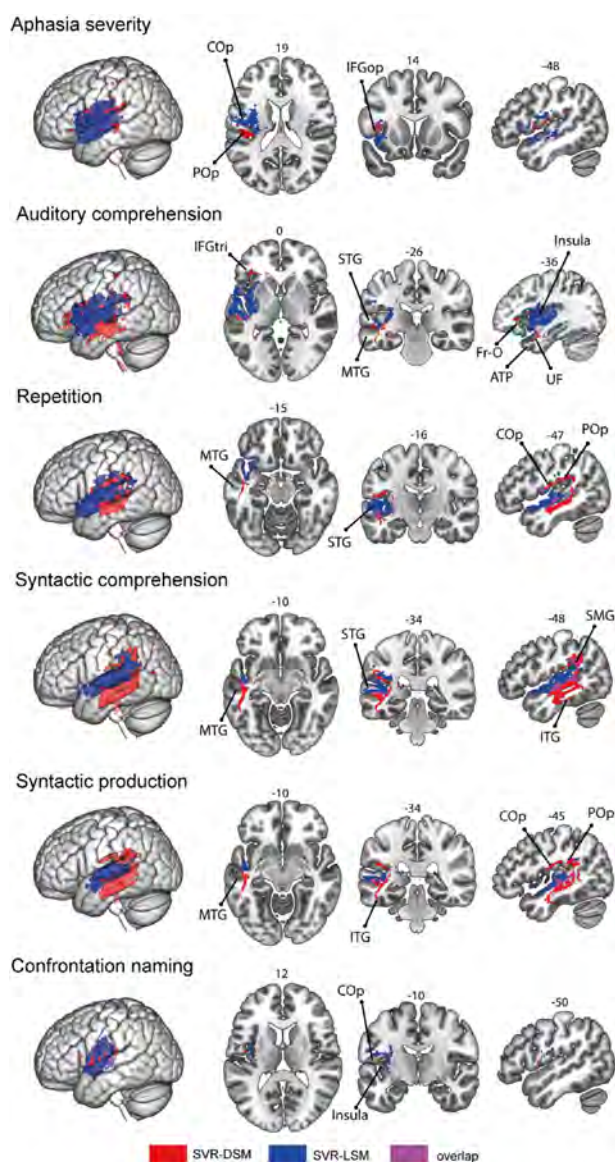 Aphasia severity
COp
19
14
-48
IFGop
POp
Auditory comprehension
IFGtri
0
STG
-26
Insula
-36
Fr-O
MTG
ATP
UF
Repetition
-15
-16
COp
-47
POp
MTG
STG
Syntactic comprehension
-10
-34
-48
SMG
STG
MTG
ITG
Syntactic production
-10
-34
COp
-45
POp
MTG
ITG
Confrontation naming
12
COp
-10
-50
Insula
SVR-DSM
SVR-LSM
overlap